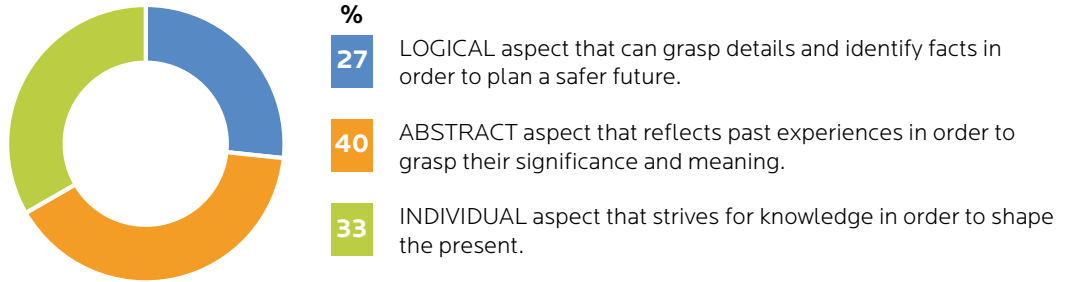 %
27
LOGICAL aspect that can grasp details and identify facts in
order to plan a safer future.
40
ABSTRACT aspect that reflects past experiences in order to
grasp their significance and meaning.
33
INDIVIDUAL aspect that strives for knowledge in order to shape
the present.